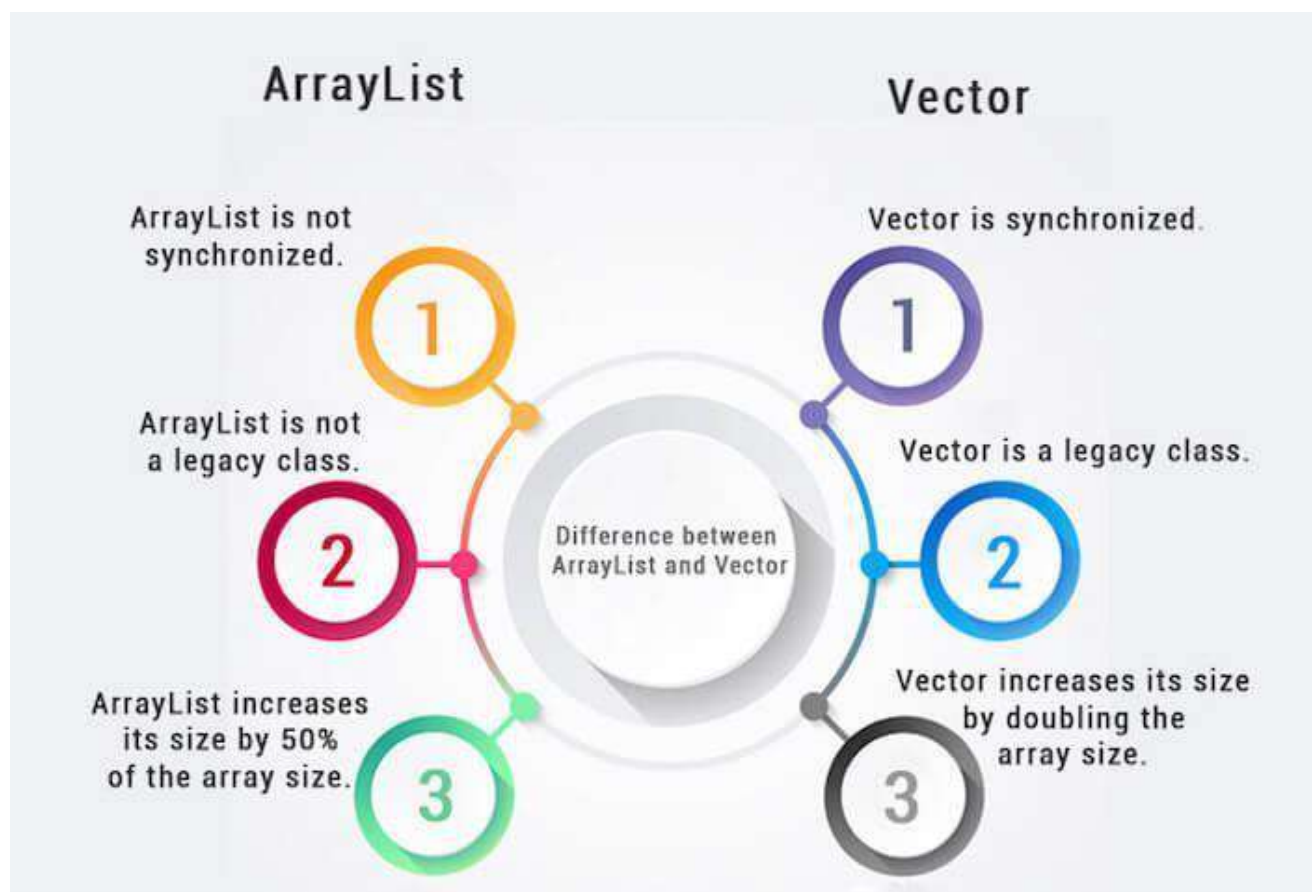 ArrayList
Vector
ArrayList is not
synchronized.
1
Vector is synchronized.
1
ArrayList is not
a legacy class.
2
Vector is a legacy class.
2
Difference between
ArrayList and Vector
ArrayList increases
its size by 50%
of the array size.
3
Vector increases its size
by doubling the
array size.
3